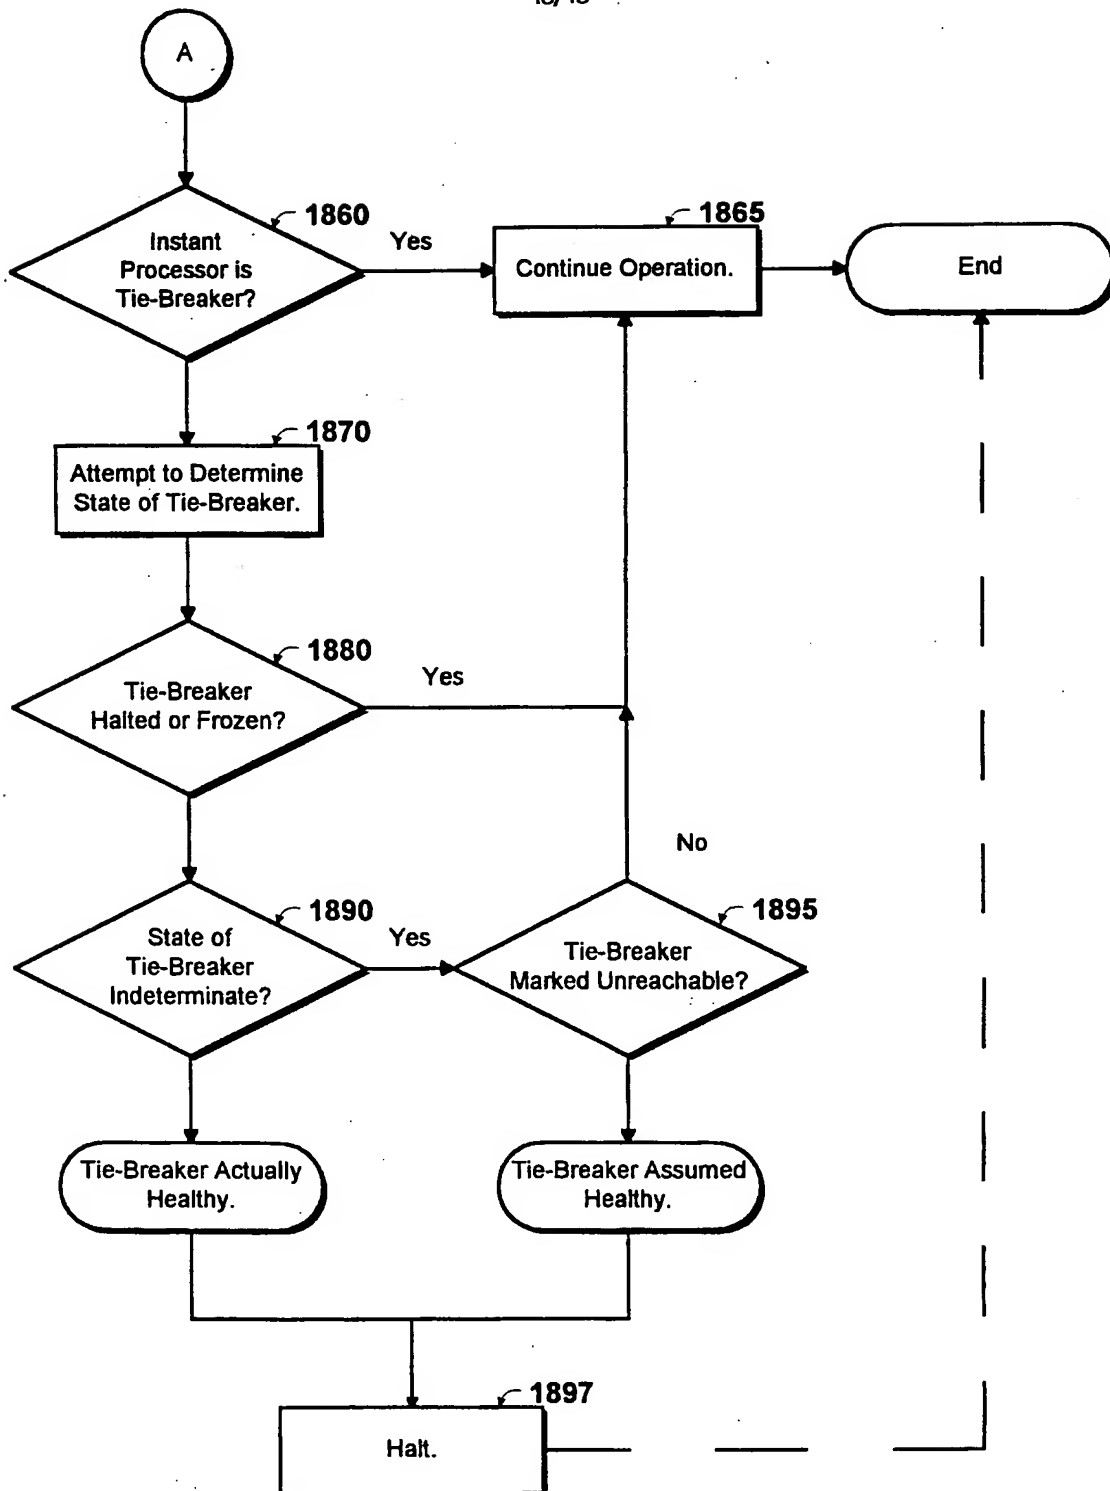 A
1860
Instant
Processor is
Tie-Breaker?
Yes
1865
Continue Operation.
End
1870
Attempt to Determine
State of Tie-Breaker.
1880
Tie-Breaker
Halted or Frozen?
Yes
No
1890
State of
Tie-Breaker
Indeterminate?
Yes
1895
Tie-Breaker
Marked Unreachable?
Tie-Breaker Actually
Healthy.
Tie-Breaker Assumed
Healthy.
1897
Halt.